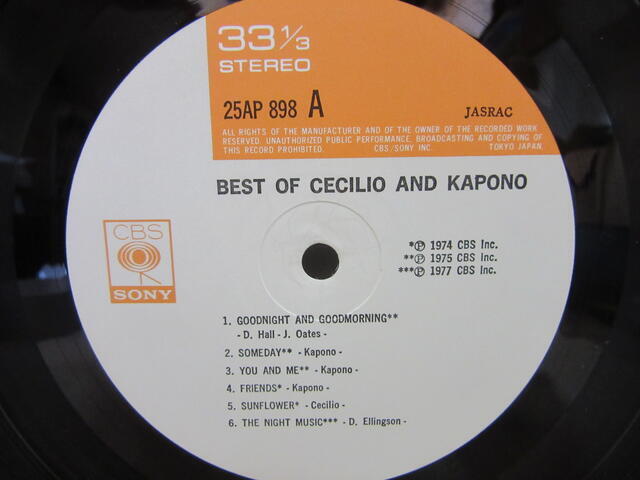 33 1/3
STEREO
25AP 898 A
JASRAC
ALL RIGHTS OF THE MANUFACTURER AND OF THE OWNER OF THE RECORDED WORK
RESERVED. UNAUTHORIZED PUBLIC PERFORMANCE, BROADCASTING AND COPYING OF
THIS RECORD PROHIBITED. CBS/SONY INC. TOKYO JAPAN.
BEST OF CECILIO AND KAPONO
CBS
SONY
*℗ 1974 CBS Inc.
**℗ 1975 CBS Inc.
***℗ 1977 CBS Inc.
1. GOODNIGHT AND GOODMORNING**
- D. Hall - J. Oates -
2. SOMEDAY** - Kapono -
3. YOU AND ME** - Kapono -
4. FRIENDS* - Kapono -
5. SUNFLOWER* - Cecilio -
6. THE NIGHT MUSIC*** - D. Ellingson -